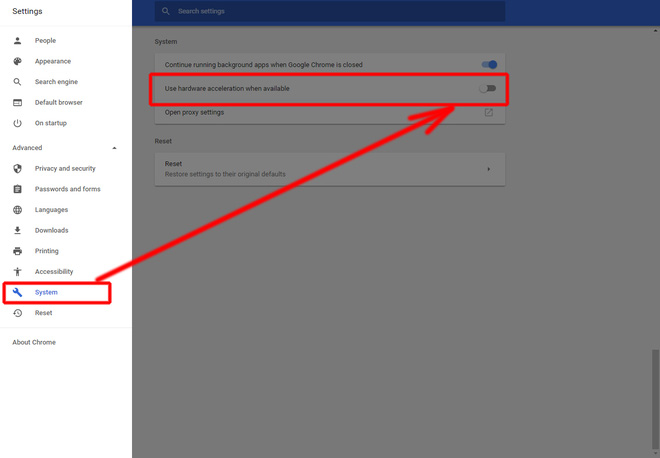 Settings
Search settings
People
Appearance
Search engine
Default browser
On startup
Advanced
Privacy and security
Passwords and forms
Languages
Downloads
Printing
Accessibility
System
Reset
About Chrome
System
Continue running background apps when Google Chrome is closed
Use hardware acceleration when available
Open proxy settings
Reset
Reset
Restore settings to their original defaults